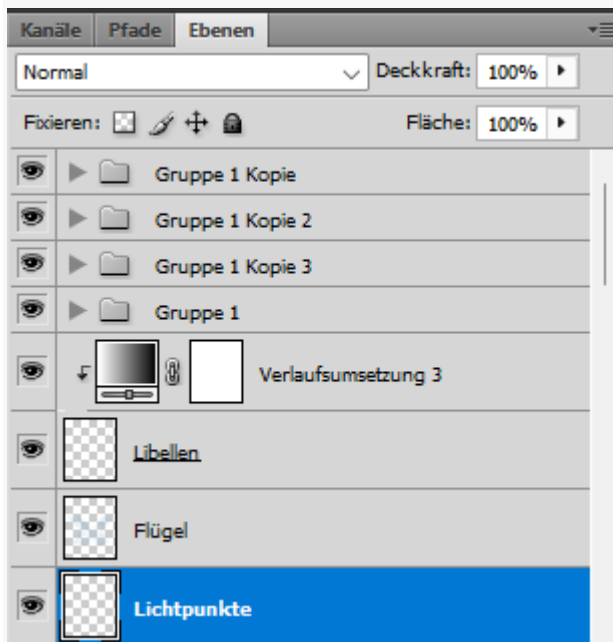 Kanäle Pfade Ebenen
Normal Deckkraft: 100%
Fixieren: Fläche: 100%
Gruppe 1 Kopie
Gruppe 1 Kopie 2
Gruppe 1 Kopie 3
Gruppe 1
Verlaufsumsetzung 3
Libellen
Flügel
Lichtpunkte